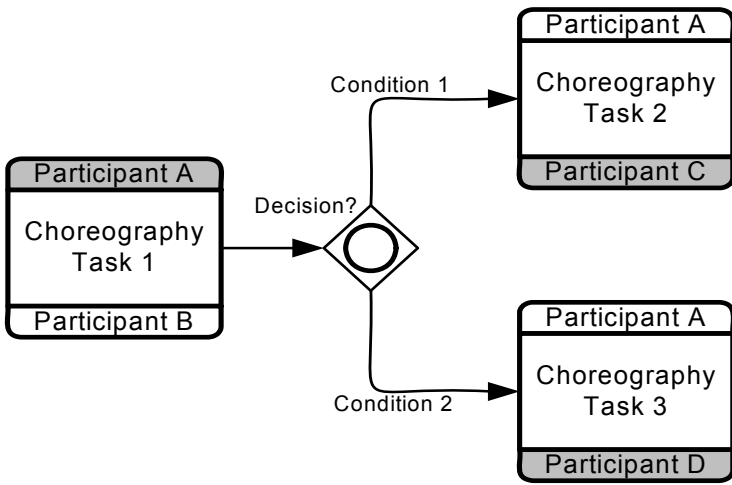 Participant A
Choreography
Task 1
Participant B
Decision?
Condition 1
Participant A
Choreography
Task 2
Participant C
Condition 2
Participant A
Choreography
Task 3
Participant D